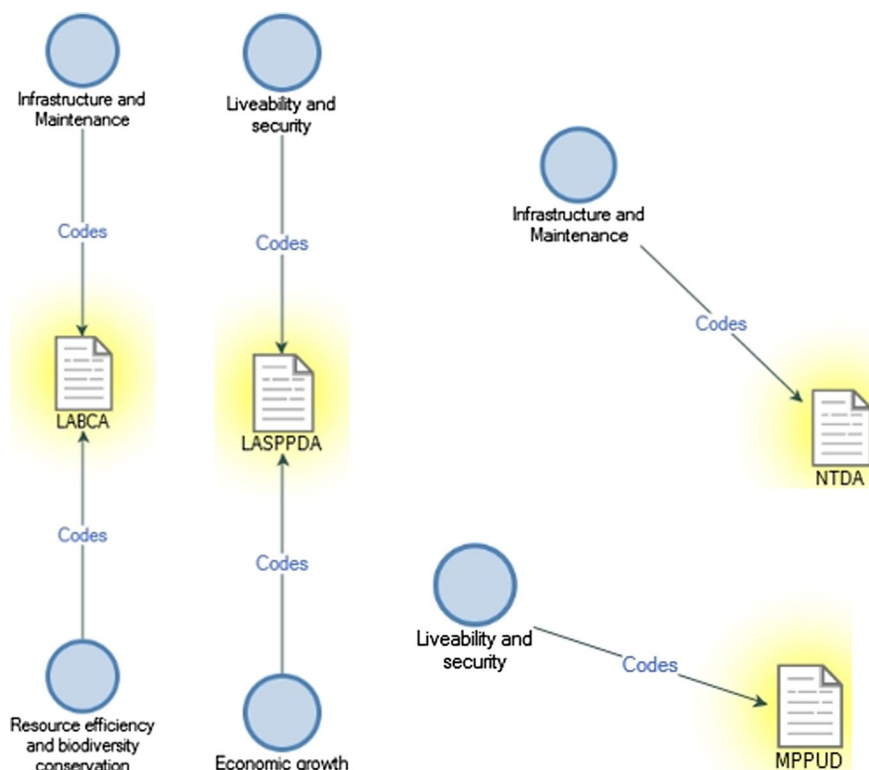 Infrastructure and
Maintenance
Codes
LABCA
Codes
Resource efficiency
and biodiversity
conservation
Liveability and
security
Codes
LASPPDA
Codes
Economic growth
Infrastructure and
Maintenance
Codes
NTDA
Liveability and
security
Codes
MPPUD